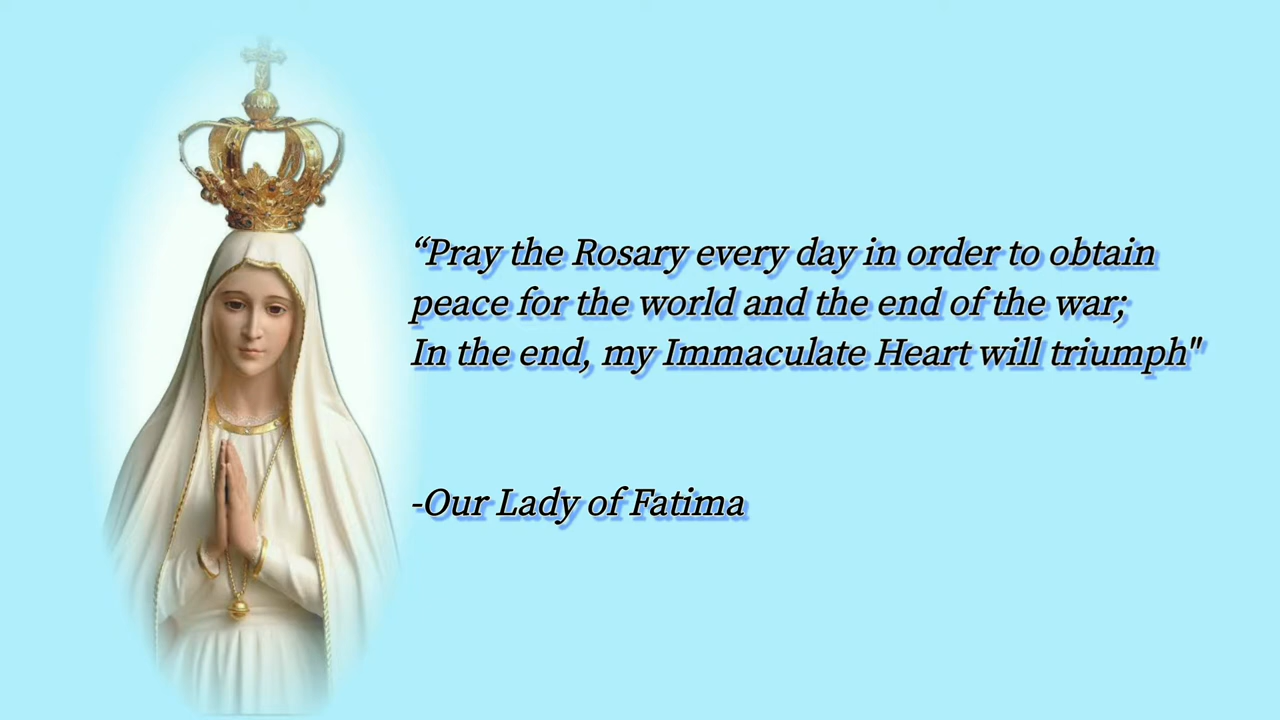 “Pray the Rosary every day in order to obtain
peace for the world and the end of the war;
In the end, my Immaculate Heart will triumph"
-Our Lady of Fatima